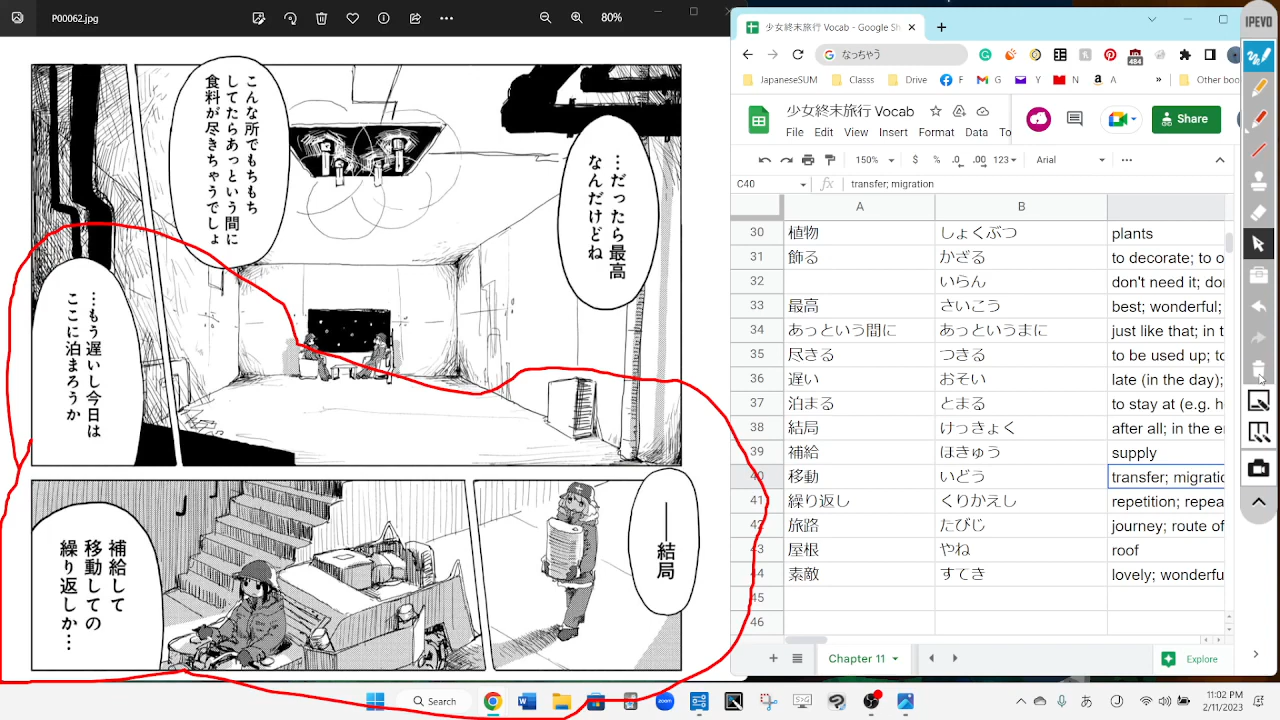 P00062.jpg
80%
…だったら最高
なんだけどね
こんな所でもちもち
してたらあっという間に
食料が尽きちゃうでしょ
…もう遅いし今日は
ここに泊まろうか
──結局
補給して
移動しての
繰り返しか…
少女終末旅行 Vocab - Google Sh
なっちゃう
484
JapaneseSUM
Classs
Drive
F
G
N
A
Other boo
少女終末旅行 Vocab
Share
File Edit View Insert Format Data To
150%
$ % .0 .00 123
Arial
C40
fx
transfer; migration
A B
30 植物 しょくぶつ plants
31 飾る かざる to decorate; to o
32 いらん don't need it; don
33 最高 さいこう best; wonderful;
34 あっという間に あっというまに just like that; in t
35 尽きる つきる to be used up; to
36 遅い おそい late (in the day);
37 泊まる とまる to stay at (e.g. h
38 結局 けっきょく after all; in the e
39 補給 ほきゅう supply
40 移動 いどう transfer; migratio
41 繰り返し くりかえし repetition; repea
42 旅路 たびじ journey; route of
43 屋根 やね roof
44 素敵 すてき lovely; wonderfu
45
46
Chapter 11
Explore
IPEVO
Search
zoom
あ
11:02 PM
2/11/2023